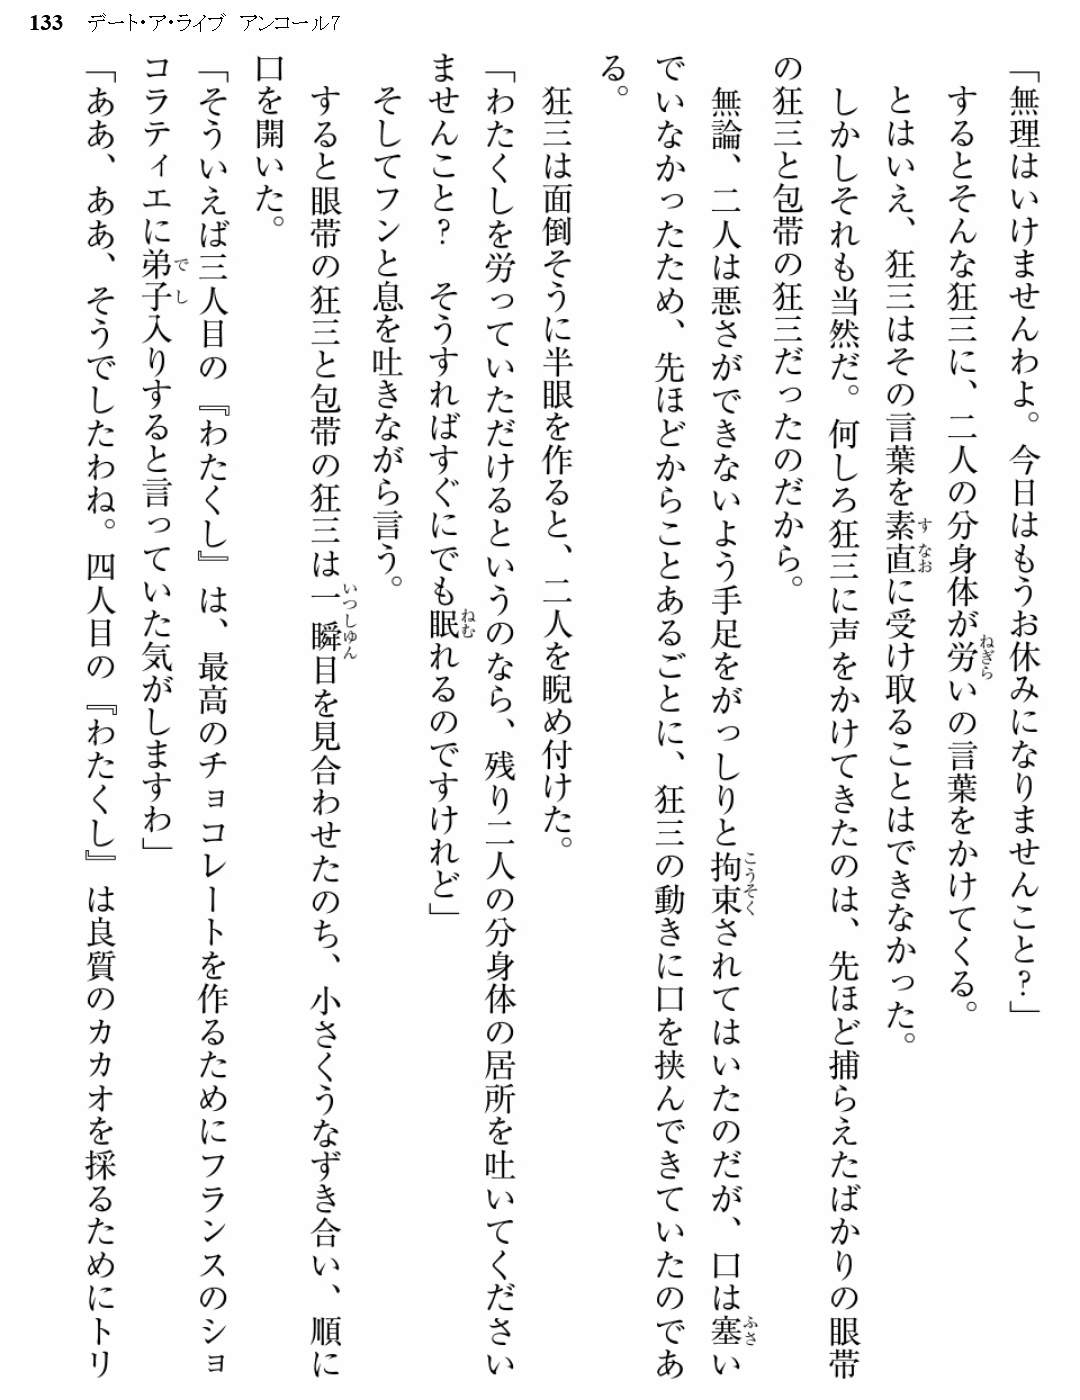 133 デート・ア・ライブ アンコール7
「無理はいけませんわよ。今日はもうお休みになりませんこと?」
するとそんな狂三に、二人の分身体が労いの言葉をかけてくる。
とはいえ、狂三はその言葉を素直に受け取ることはできなかった。
しかしそれも当然だ。何しろ狂三に声をかけてきたのは、先ほど捕らえたばかりの眼帯
の狂三と包帯の狂三だったのだから。
無論、二人は悪さができないよう手足をがっしりと拘束されてはいたのだが、口は塞い
でいなかったため、先ほどからことあるごとに、狂三の動きに口を挟んできていたのであ
る。
狂三は面倒そうに半眼を作ると、二人を睨め付けた。
「わたくしを労っていただけるというのなら、残り二人の分身体の居所を吐いてください
ませんこと? そうすればすぐにでも眠れるのですけれど」
そしてフンと息を吐きながら言う。
すると眼帯の狂三と包帯の狂三は一瞬目を見合わせたのち、小さくうなずき合い、順に
口を開いた。
「そういえば三人目の『わたくし』は、最高のチョコレートを作るためにフランスのショ
コラティエに弟子入りすると言っていた気がしますわ」
「ああ、ああ、そうでしたわね。四人目の『わたくし』は良質のカカオを採るためにトリ